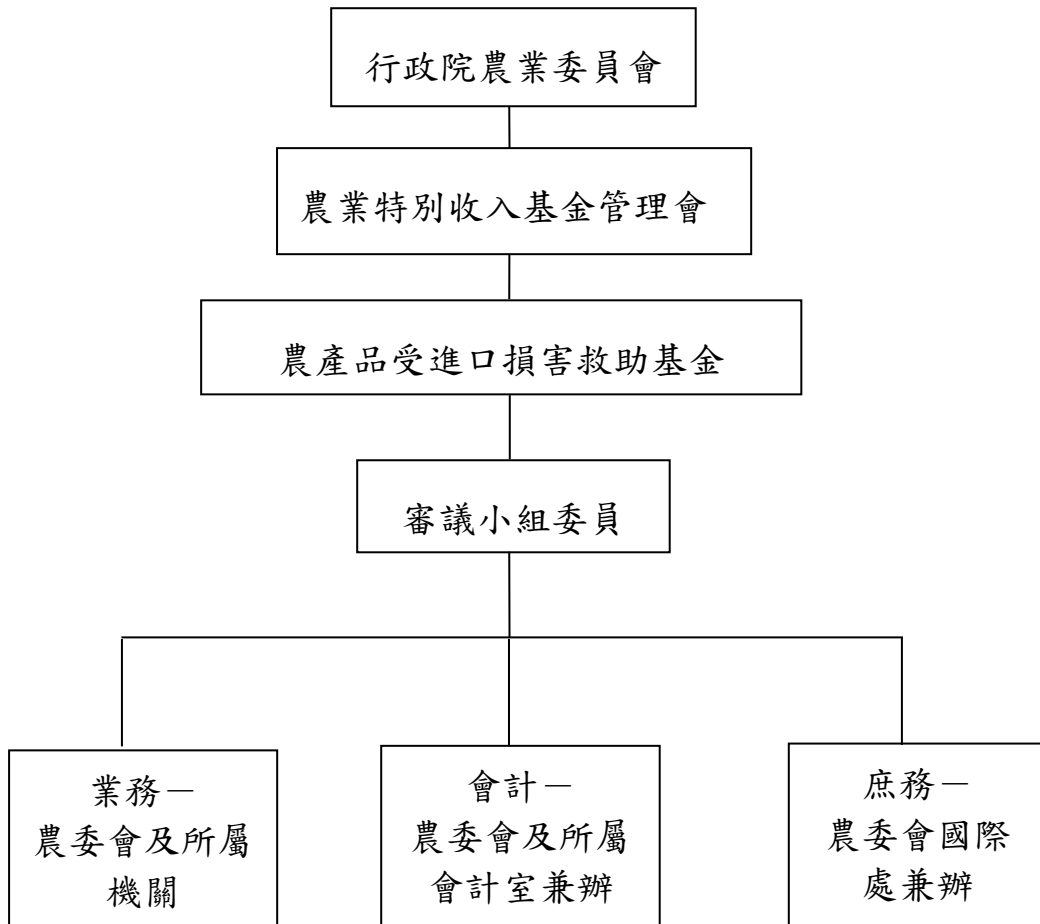 行政院農業委員會
農業特別收入基金管理會
農產品受進口損害救助基金
審議小組委員
業務－
農委會及所屬
機關
會計－
農委會及所屬
會計室兼辦
庶務－
農委會國際
處兼辦